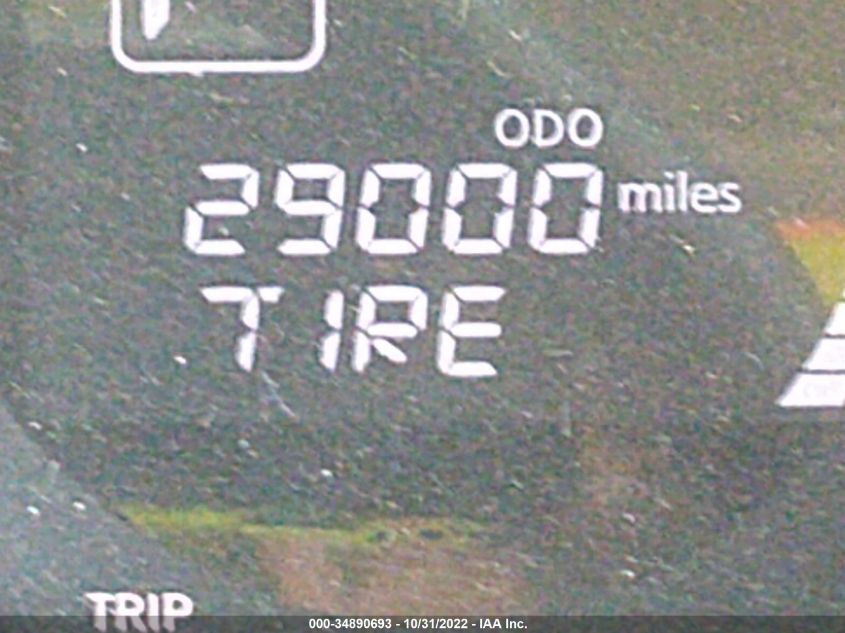 ODO
29000 miles
TIRE
TRIP
000-34890693 - 10/31/2022 - IAA Inc.